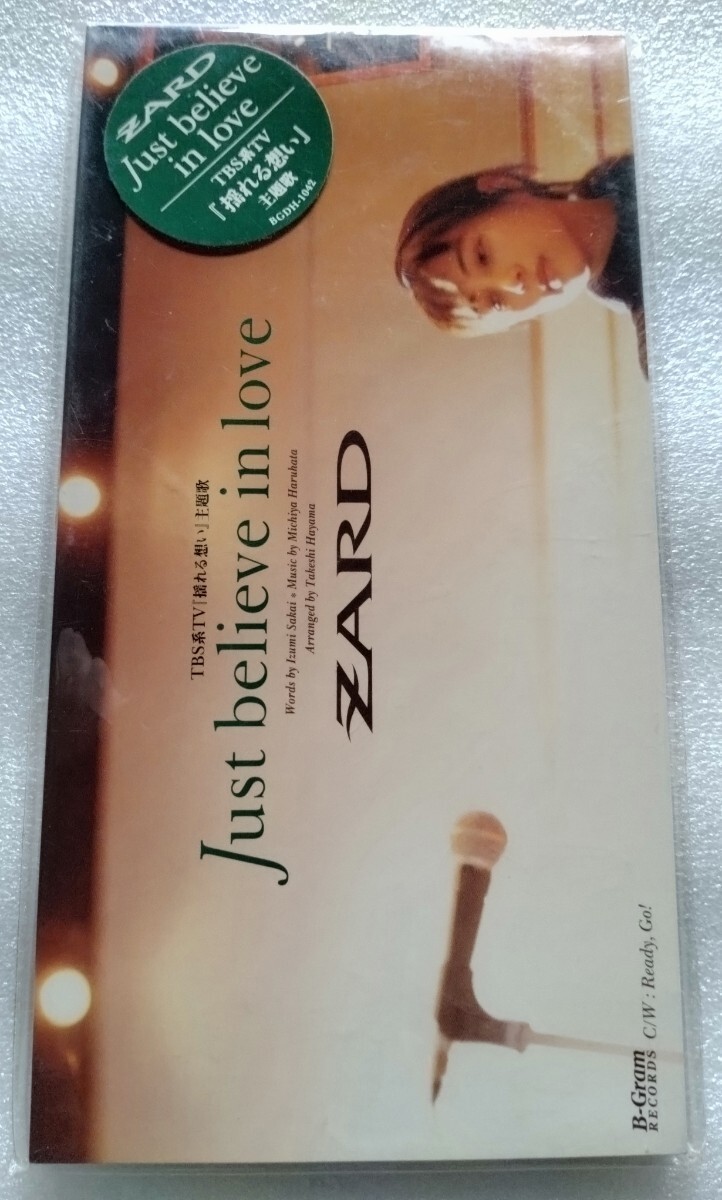 ZARD
Just believe
in love
TBS系TV
「揺れる想い」
主題歌
BGDH-1042
TBS系TV「揺れる想い」主題歌
Just believe in love
Words by Izumi Sakai * Music by Michiya Haruhata
Arranged by Takeshi Hayama
ZARD
B-Gram
RECORDS
C/W : Ready, Go!